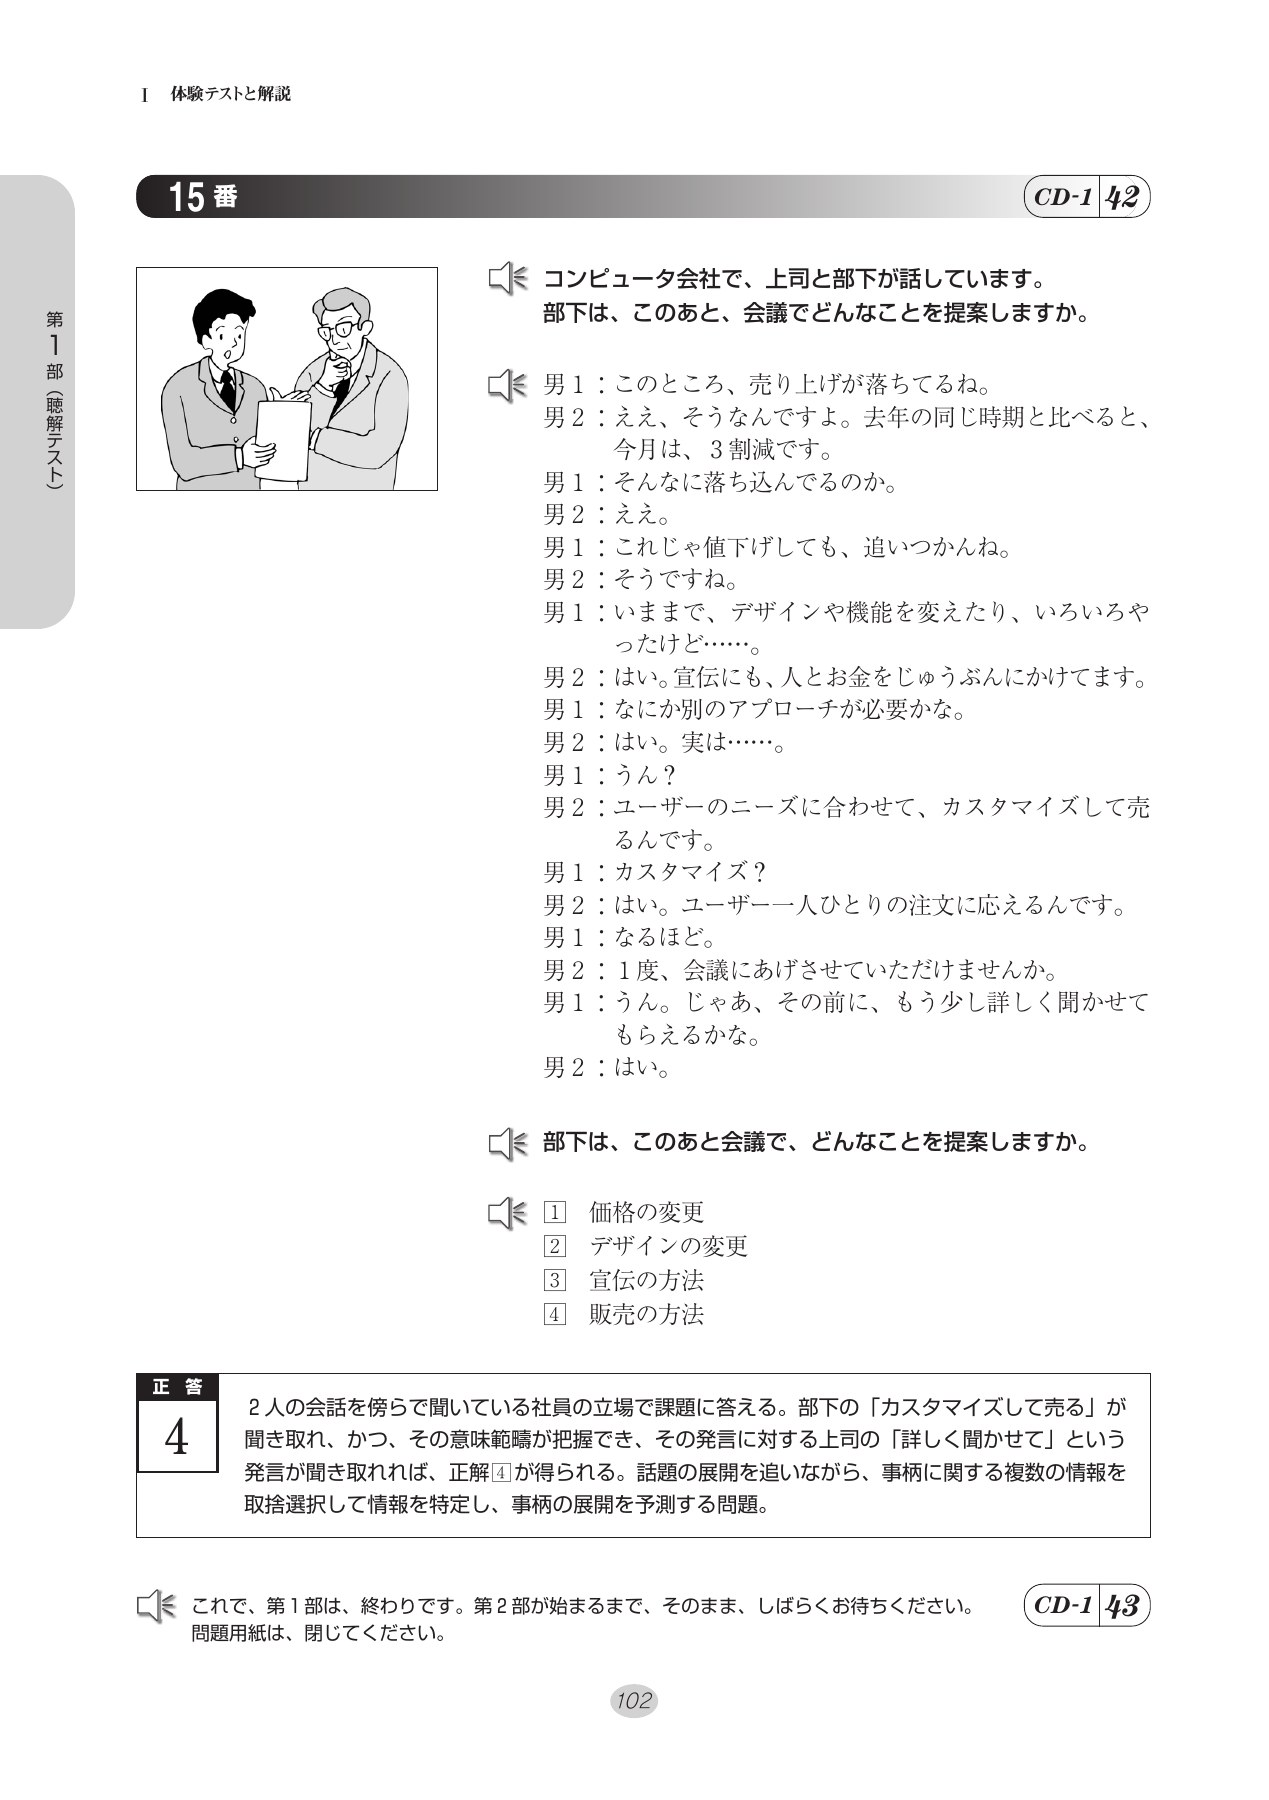 I 体験テストと解説
15番
CD-1 42
第1部（聴解テスト）
コンピュータ会社で、上司と部下が話しています。
部下は、このあと、会議でどんなことを提案しますか。
男1：このところ、売り上げが落ちてるね。
男2：ええ、そうなんですよ。去年の同じ時期と比べると、
今月は、3割減です。
男1：そんなに落ち込んでるのか。
男2：ええ。
男1：これじゃ値下げしても、追いつかんね。
男2：そうですね。
男1：いままで、デザインや機能を変えたり、いろいろや
ったけど……。
男2：はい。宣伝にも、人とお金をじゅうぶんにかけてます。
男1：なにか別のアプローチが必要かな。
男2：はい。実は……。
男1：うん？
男2：ユーザーのニーズに合わせて、カスタマイズして売
るんです。
男1：カスタマイズ？
男2：はい。ユーザー一人ひとりの注文に応えるんです。
男1：なるほど。
男2：1度、会議にあげさせていただけませんか。
男1：うん。じゃあ、その前に、もう少し詳しく聞かせて
もらえるかな。
男2：はい。
部下は、このあと会議で、どんなことを提案しますか。
1 価格の変更
2 デザインの変更
3 宣伝の方法
4 販売の方法
正答
4
2人の会話を傍らで聞いている社員の立場で課題に答える。部下の「カスタマイズして売る」が
聞き取れ、かつ、その意味範疇が把握でき、その発言に対する上司の「詳しく聞かせて」という
発言が聞き取れれば、正解4が得られる。話題の展開を追いながら、事柄に関する複数の情報を
取捨選択して情報を特定し、事柄の展開を予測する問題。
これで、第1部は、終わりです。第2部が始まるまで、そのまま、しばらくお待ちください。
問題用紙は、閉じてください。
CD-1 43
102